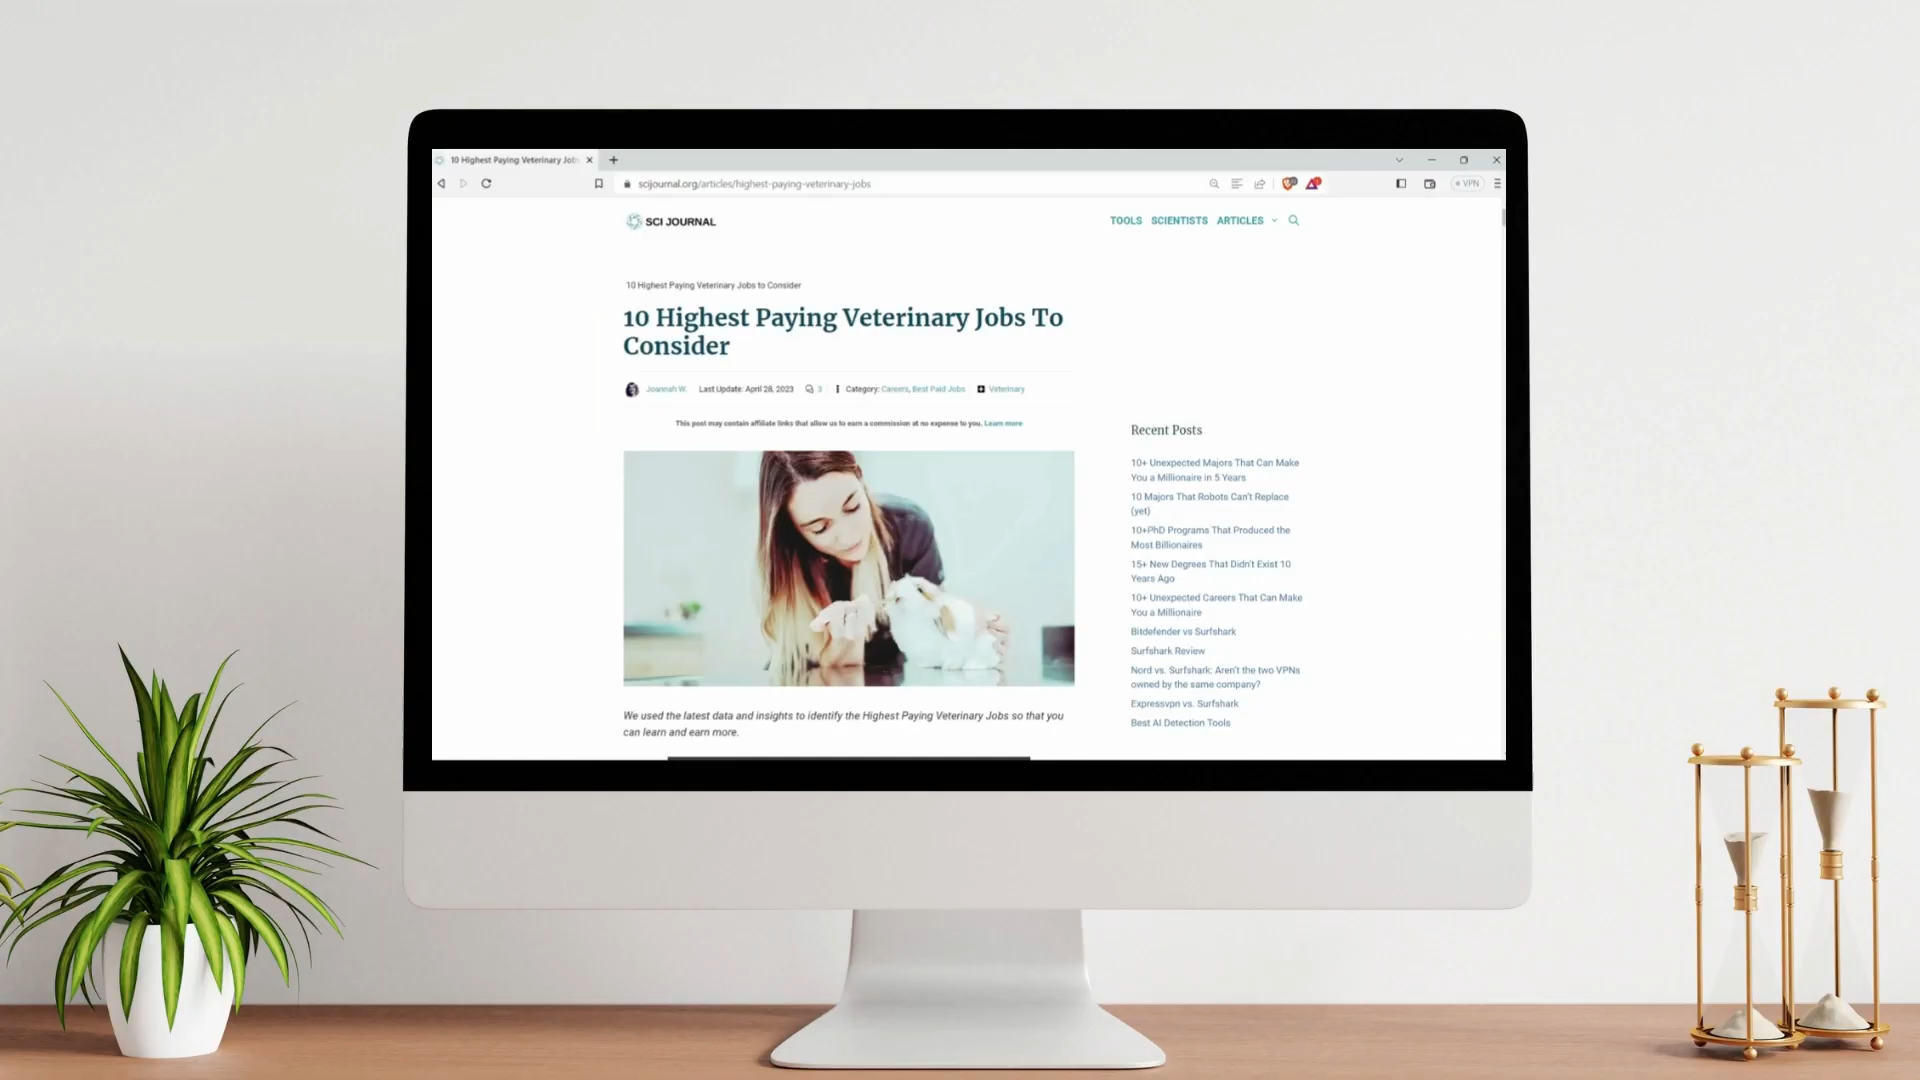 10 Highest Paying Veterinary Job
scijournal.org/articles/highest-paying-veterinary-jobs
VPN
SCI JOURNAL
TOOLS SCIENTISTS ARTICLES
10 Highest Paying Veterinary Jobs to Consider
10 Highest Paying Veterinary Jobs To
Consider
Joannah W. Last Update: April 28, 2023 3 Category: Careers, Best Paid Jobs Veterinary
This post may contain affiliate links that allow us to earn a commission at no expense to you. Learn more
We used the latest data and insights to identify the Highest Paying Veterinary Jobs so that you
can learn and earn more.
Recent Posts
10+ Unexpected Majors That Can Make
You a Millionaire in 5 Years
10 Majors That Robots Can't Replace
(yet)
10+PhD Programs That Produced the
Most Billionaires
15+ New Degrees That Didn't Exist 10
Years Ago
10+ Unexpected Careers That Can Make
You a Millionaire
Bitdefender vs Surfshark
Surfshark Review
Nord vs. Surfshark: Aren't the two VPNs
owned by the same company?
Expressvpn vs. Surfshark
Best AI Detection Tools